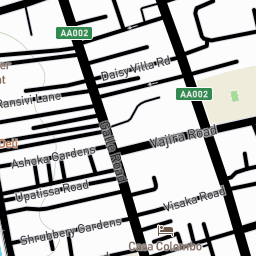 AA002
Daisy Villa Rd
AA002
Ransivi Lane
Vajira Road
Galle Road
Ashoka Gardens
Upatissa Road
Visaka Road
Shrubbery Gardens
Casa Colombo